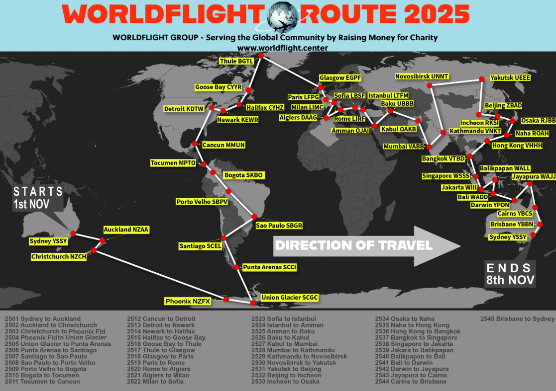 WORLDFLIGHT ROUTE 2025
WORLDFLIGHT GROUP - Serving the Global Community by Raising Money for Charity
www.worldflight.center
Thule BGTL
Goose Bay CYYR
Detroit KDTW
Halifax CYHZ
Newark KEWR
Cancun MMUN
Tocumen MPTO
Bogota SKBO
Porto Velho SBPV
Sao Paulo SBGR
Santiago SCEL
Punta Arenas SCCI
Union Glacier SCGC
Phoenix NZFX
STARTS
1st NOV
Auckland NZAA
Sydney YSSY
Christchurch NZCH
Glasgow EGPF
Paris LFPG
Sofia LBSF
Istanbul LTFM
Milan LIMC
Baku UBBB
Algiers DAAG
Rome LIRF
Amman OJAI
Kabul OAKB
Mumbai VABB
Novosibirsk UNNT
Yakutsk UEEE
Beijing ZBAD
Incheon RKSI
Osaka RJBB
Kathmandu VNKT
Naha ROAH
Hong Kong VHHH
Bangkok VTBD
Balikpapan WALL
Singapore WSSS
Jayapura WAJJ
Jakarta WIII
Bali WADD
Darwin YPDN
Cairns YBCS
Brisbane YBBN
Sydney YSSY
DIRECTION OF TRAVEL
ENDS
8th NOV
2501 Sydney to Auckland
2502 Auckland to Christchurch
2503 Christchurch to Phoenix Fld
2504 Phoenix Fld to Union Glacier
2505 Union Glacier to Punta Arenas
2506 Punta Arenas to Santiago
2507 Santiago to Sao Paulo
2508 Sao Paulo to Porto Velho
2509 Porto Velho to Bogota
2510 Bogota to Tocumen
2511 Tocumen to Cancun
2512 Cancun to Detroit
2513 Detroit to Newark
2514 Newark to Halifax
2515 Halifax to Goose Bay
2516 Goose Bay to Thule
2517 Thule to Glasgow
2518 Glasgow to Paris
2519 Paris to Rome
2520 Rome to Algiers
2521 Algiers to Milan
2522 Milan to Sofia
2523 Sofia to Istanbul
2524 Istanbul to Amman
2525 Amman to Baku
2526 Baku to Kabul
2527 Kabul to Mumbai
2528 Mumbai to Kathmandu
2529 Kathmandu to Novosibirsk
2530 Novosibirsk to Yakutsk
2531 Yakutsk to Beijing
2532 Beijing to Incheon
2533 Incheon to Osaka
2534 Osaka to Naha
2535 Naha to Hong Kong
2536 Hong Kong to Bangkok
2537 Bangkok to Singapore
2538 Singapore to Jakarta
2539 Jakarta to Balikpapan
2540 Balikpapan to Bali
2541 Bali to Darwin
2542 Darwin to Jayapura
2543 Jayapura to Cairns
2544 Cairns to Brisbane
2545 Brisbane to Sydney